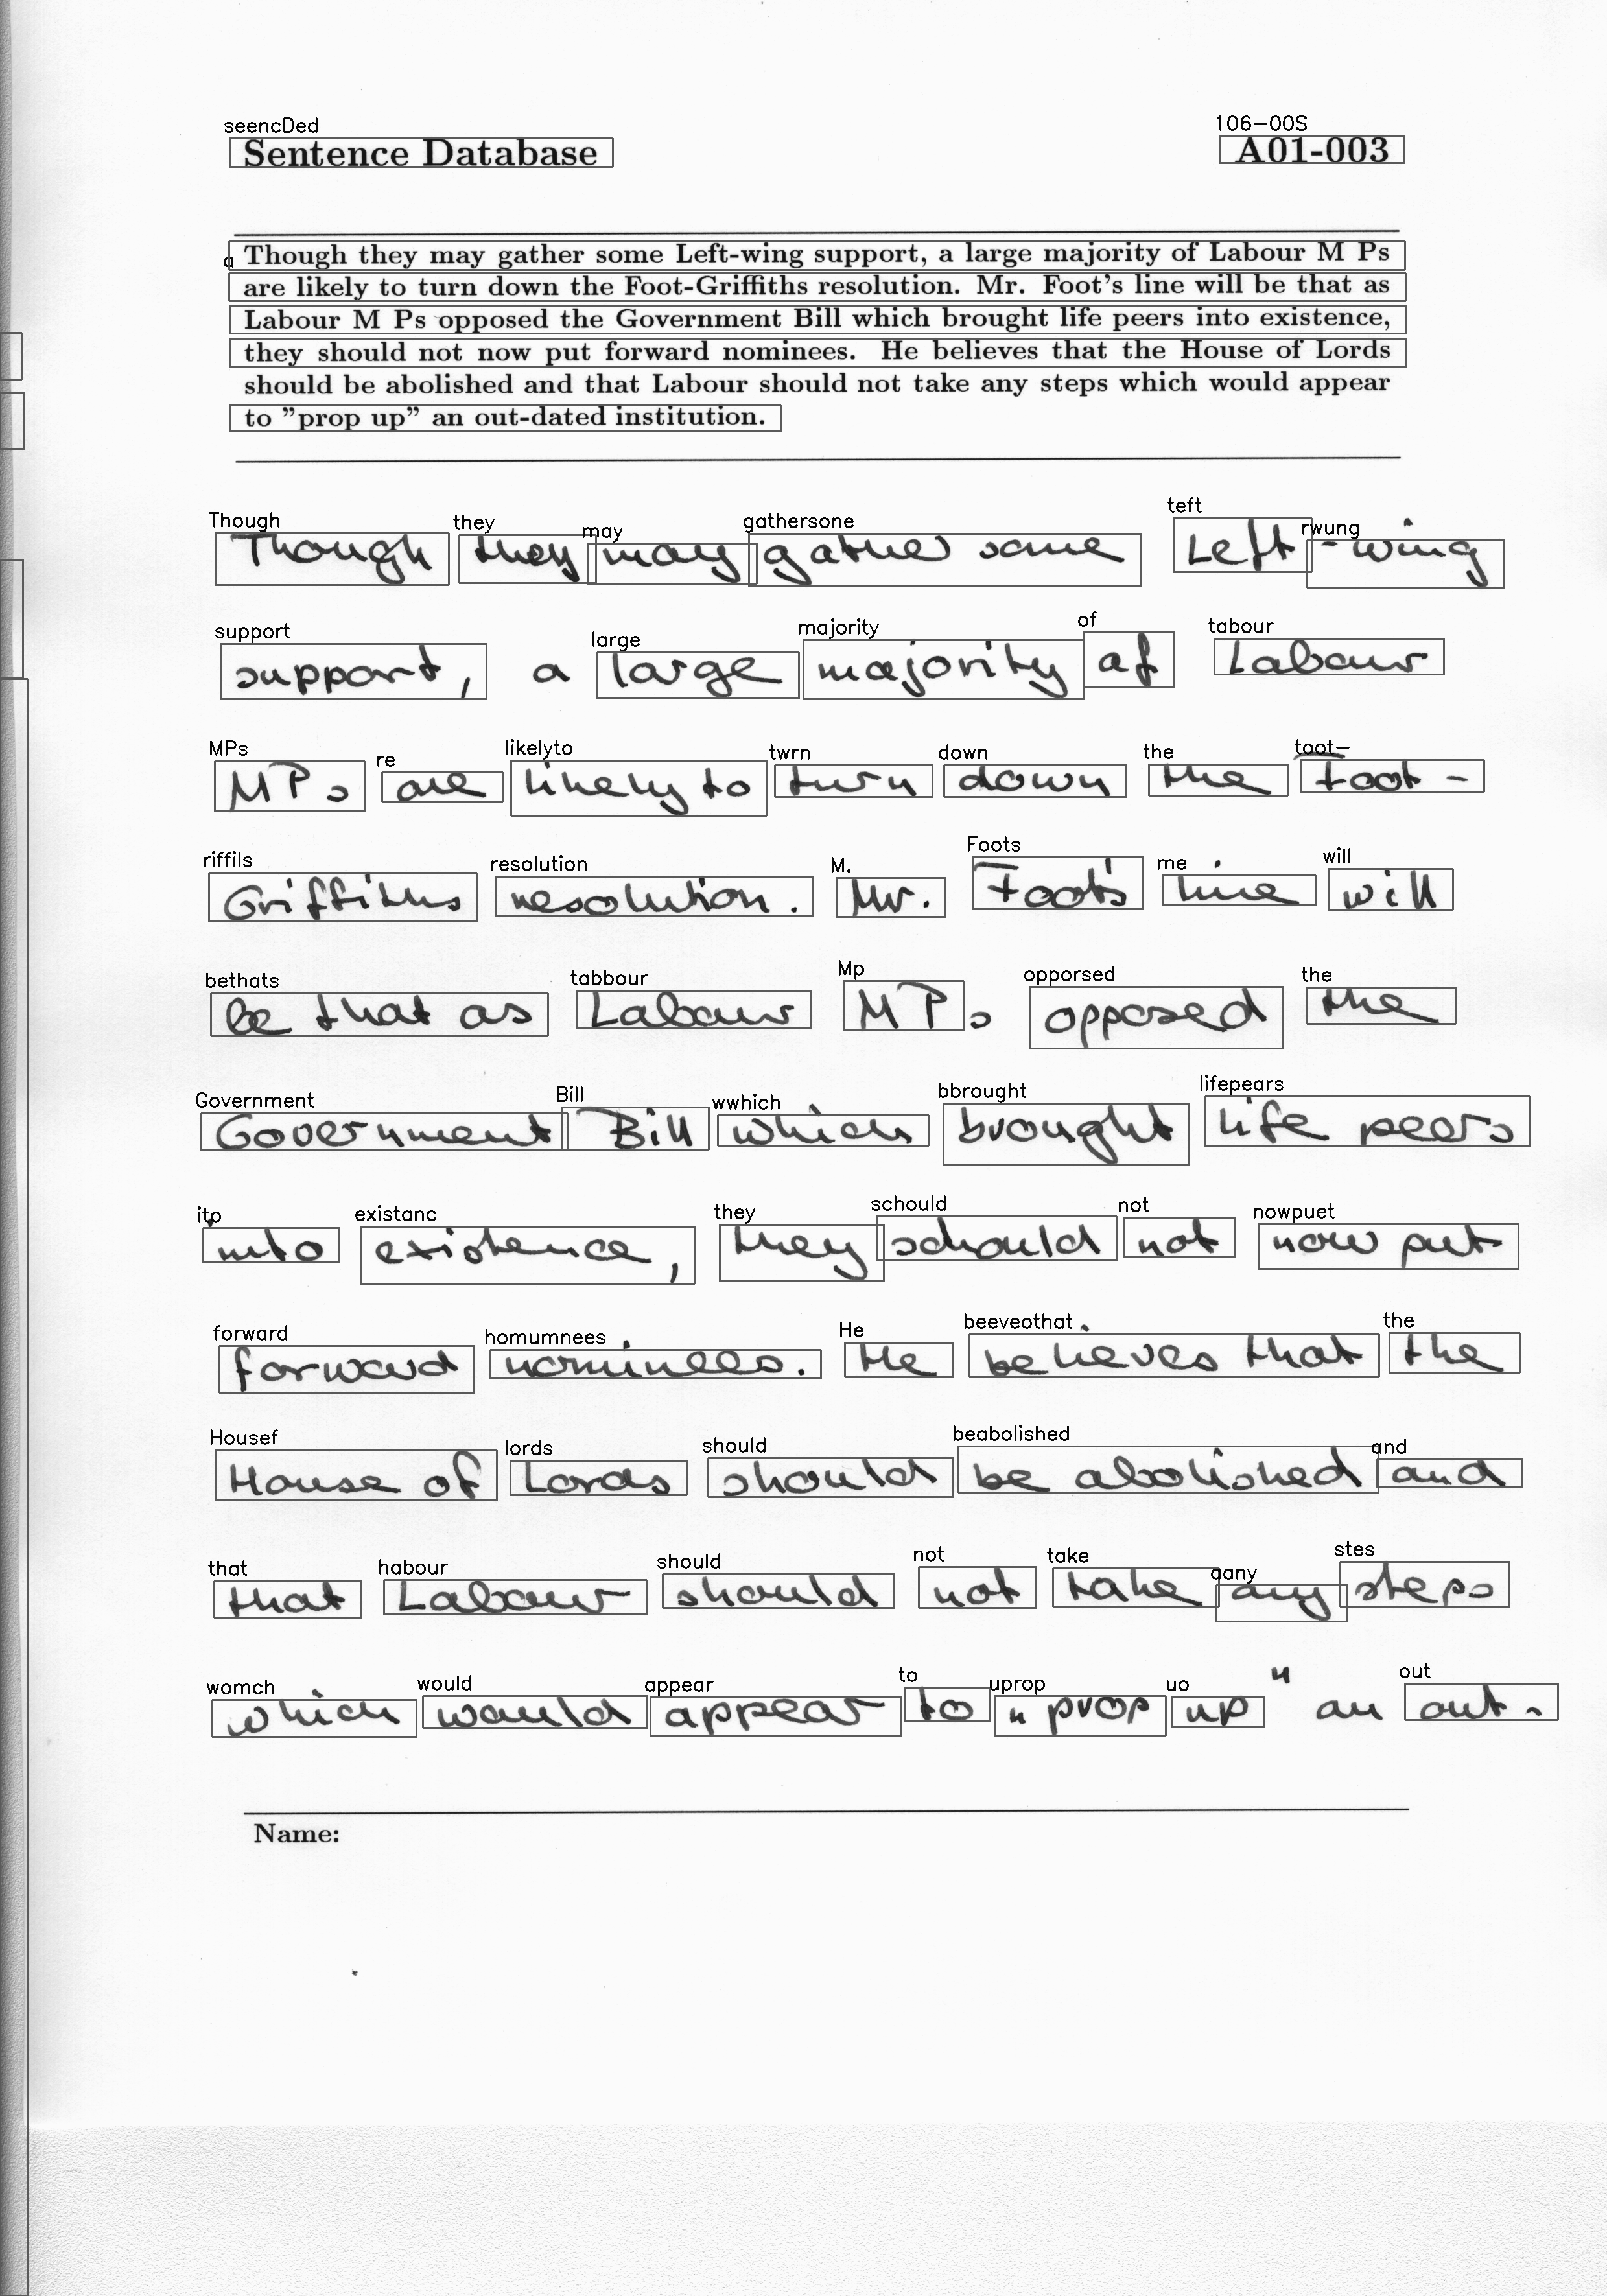 seencDed 106-00S
Sentence Database A01-003
a
Though they may gather some Left-wing support, a large majority of Labour M Ps
are likely to turn down the Foot-Griffiths resolution. Mr. Foot's line will be that as
Labour M Ps opposed the Government Bill which brought life peers into existence,
they should not now put forward nominees. He believes that the House of Lords
should be abolished and that Labour should not take any steps which would appear
to ”prop up” an out-dated institution.
Though they may gathersone teft rwung
Though they may gather some Left-wing
support large majority of tabour
support, a large majority of Labour
MPs re likelyto twrn down the toot-
MPs are likely to turn down the Foot-
riffils resolution M. Foots me will
Griffiths resolution. Mr. Foot's line will
bethats tabbour Mp opporsed the
be that as Labour MPs opposed the
Government Bill wwhich bbrought lifepears
Government Bill which brought life peers
itp existanc they schould not nowpuet
into existence, they schould not now put
forward homumnees He beeveothat the
forward nominees. He believes that the
Housef lords should beabolished and
House of Lords should be abolished and
that habour should not take gany stes
that Labour should not take any steps
womch would appear to uprop uo out
which would appear to "prop up" an out-
Name: